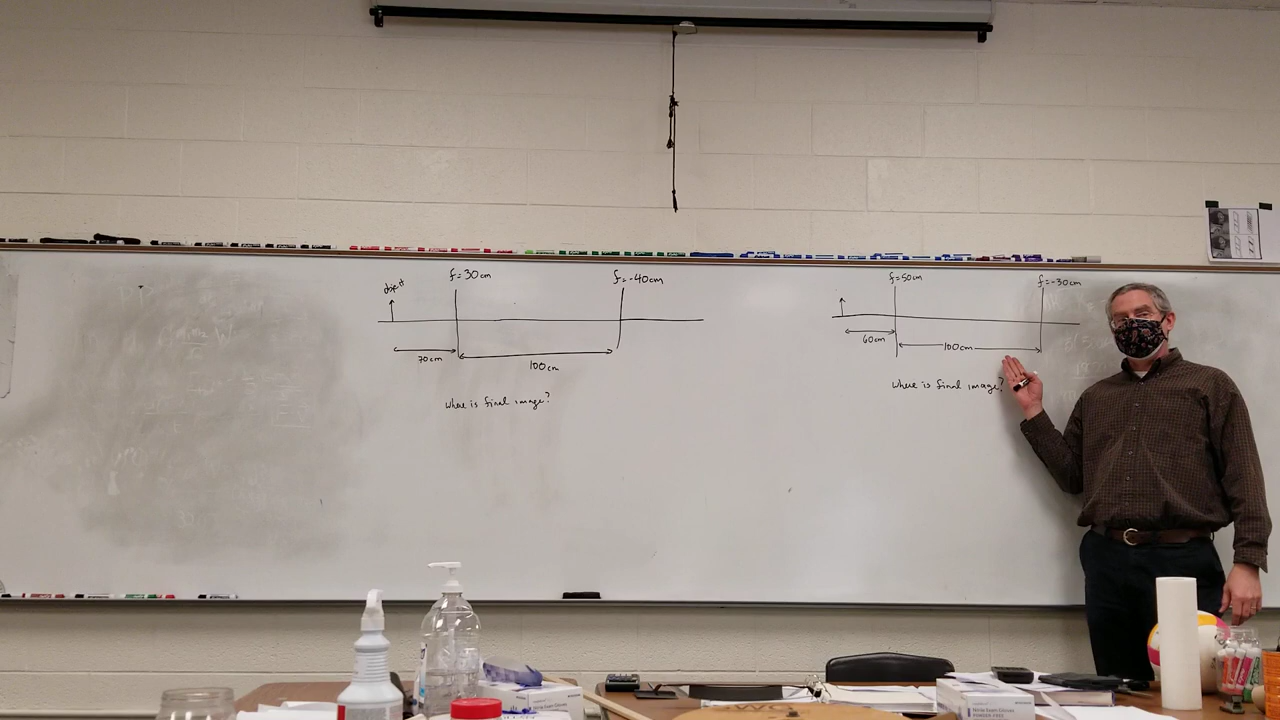 object
f=30cm
f=-40cm
70cm
100cm
Where is final image?
f=50cm
f=-30cm
60cm
100cm
Where is final image?